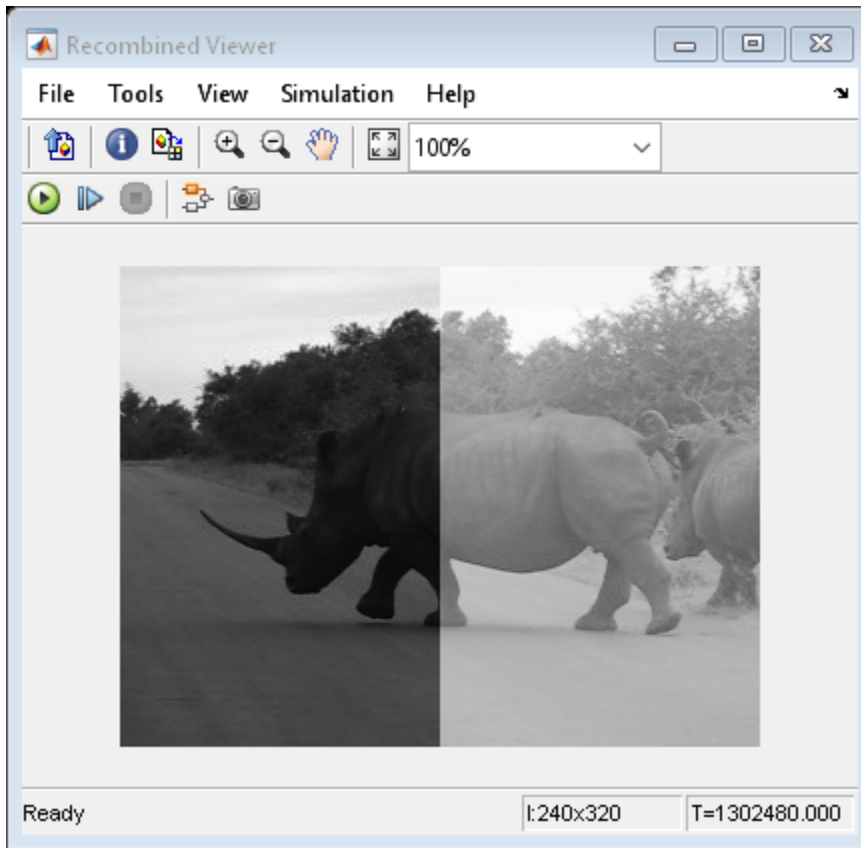 Recombined Viewer
File Tools View Simulation Help
100%
Ready I:240x320 T=1302480.000